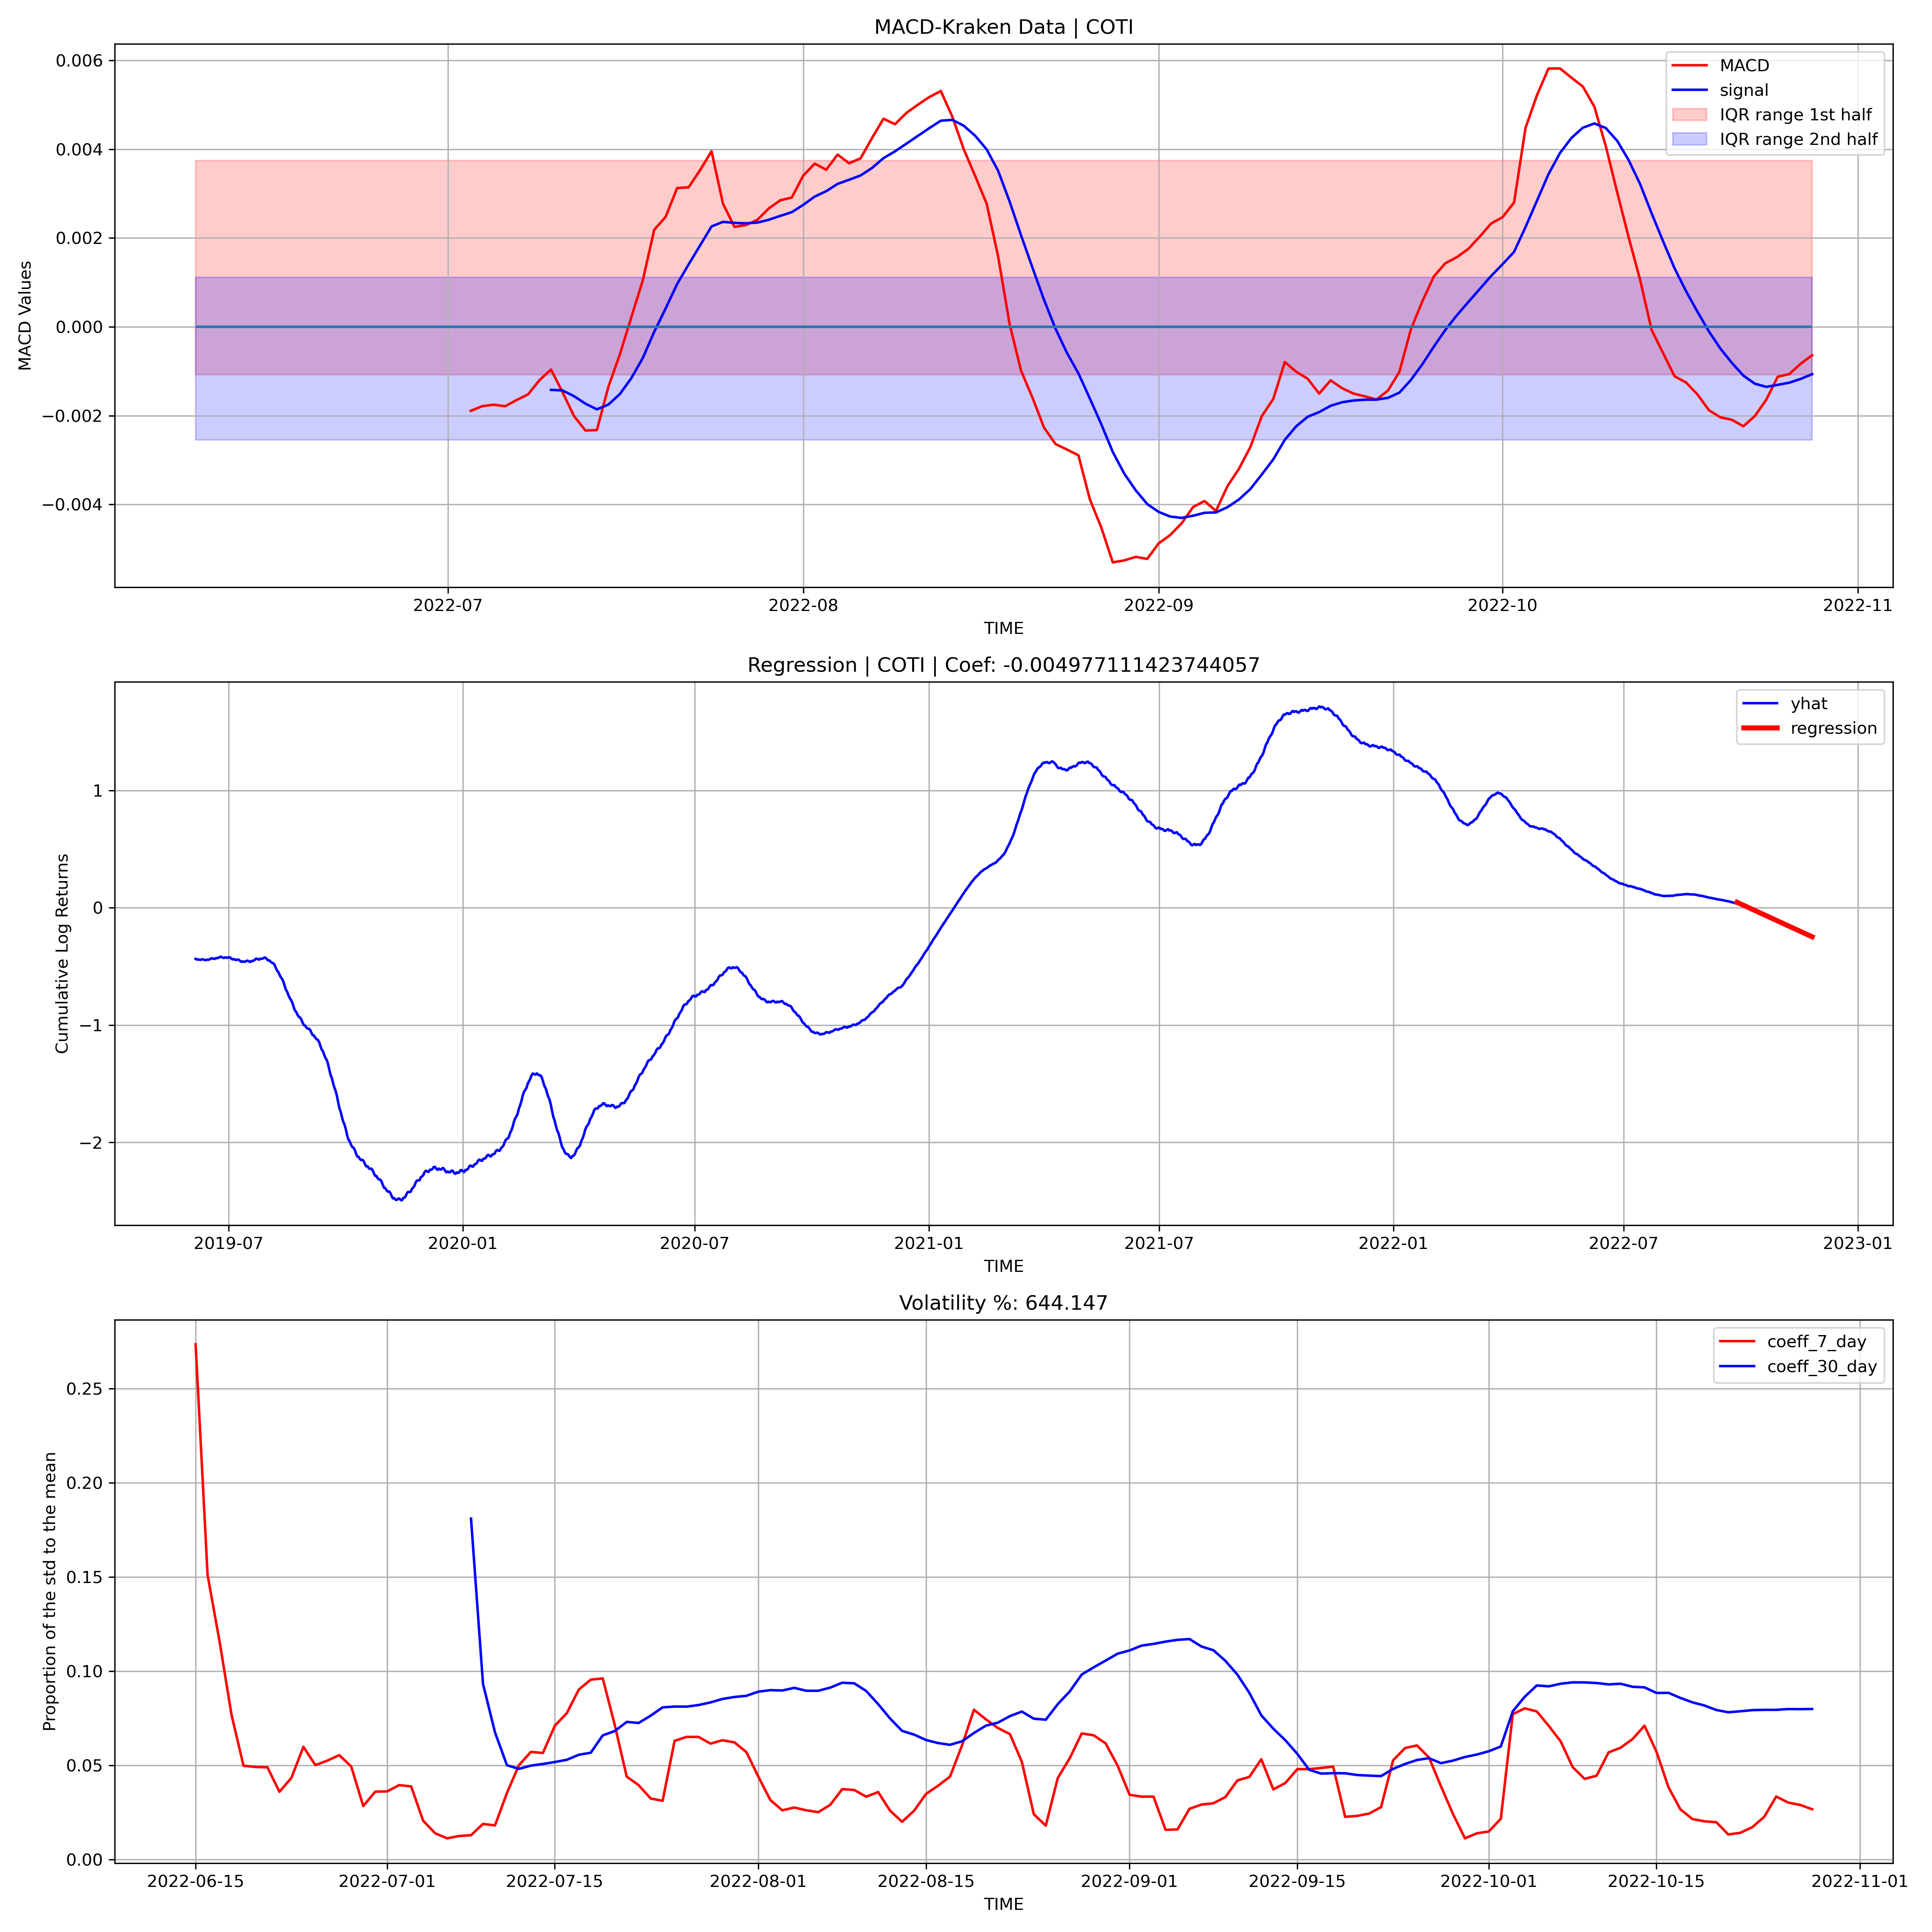 MACD-Kraken Data | COTI
MACD Values
0.006
0.004
0.002
0.000
−0.002
−0.004
MACD
signal
IQR range 1st half
IQR range 2nd half
2022-07 2022-08 2022-09 2022-10 2022-11
TIME
Regression | COTI | Coef: -0.004977111423744057
Cumulative Log Returns
1
0
−1
−2
yhat
regression
2019-07 2020-01 2020-07 2021-01 2021-07 2022-01 2022-07 2023-01
TIME
Volatility %: 644.147
Proportion of the std to the mean
0.25
0.20
0.15
0.10
0.05
0.00
coeff_7_day
coeff_30_day
2022-06-15 2022-07-01 2022-07-15 2022-08-01 2022-08-15 2022-09-01 2022-09-15 2022-10-01 2022-10-15 2022-11-01
TIME